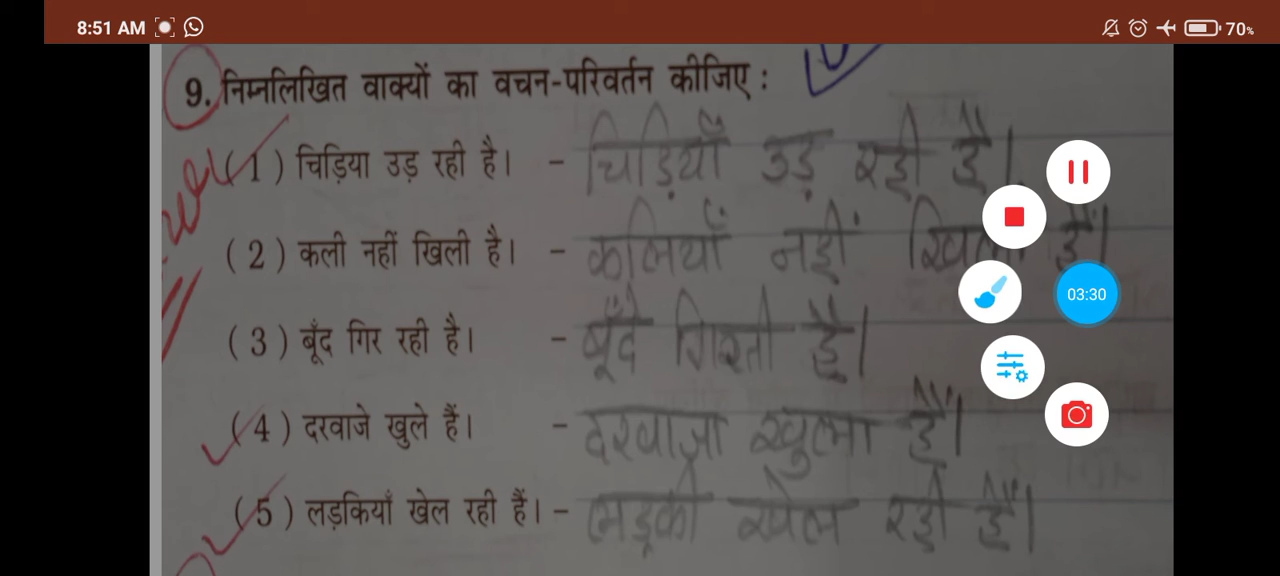 8:51 AM 70%
9. निम्नलिखित वाक्यों का वचन-परिवर्तन कीजिए :
(1) चिड़िया उड़ रही है। - चिड़ियाँ उड़ रही है।
(2) कली नहीं खिली है। - कलियाँ नहीं हैं।
(3) बूँद गिर रही है। - बूँदे गिरती है।
(4) दरवाजे खुले हैं। - दरवाजा खुला हैं।
(5) लड़कियाँ खेल रही हैं। - लड़की खेल रही हैं।
03:30